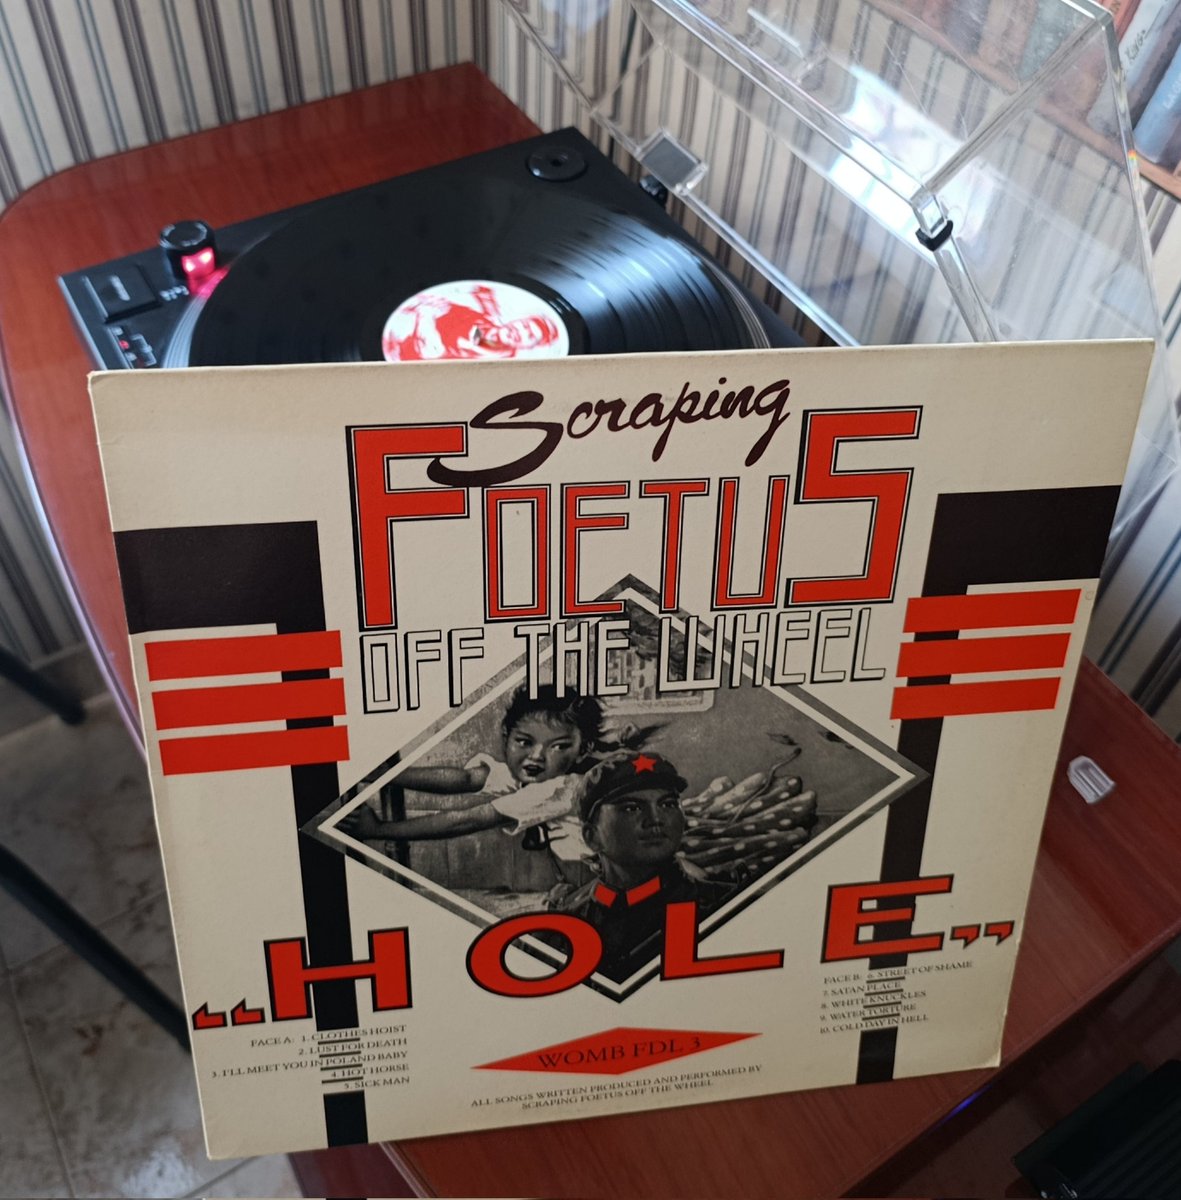 Scraping
FOETUS
OFF THE WHEEL
„HOLE„
FACE A: 1. CLOTHES HOIST
2. LUST FOR DEATH
3. I'LL MEET YOU IN POLAND BABY
4. HOT HORSE
5. SICK MAN
FACE B: 6. STREET OF SHAME
7. SATAN PLACE
8. WHITE KNUCKLES
9. WATER TORTURE
10. COLD DAY IN HELL
WOMB FDL 3
ALL SONGS WRITTEN PRODUCED AND PERFORMED BY
SCRAPING FOETUS OFF THE WHEEL